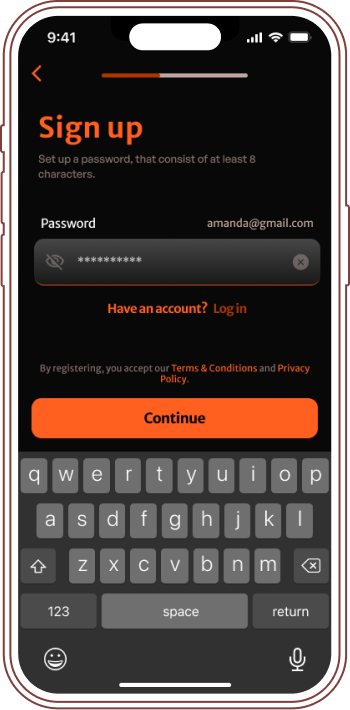 9:41
Sign up
Set up a password, that consist of at least 8
characters.
Password amanda@gmail.com
**********
Have an account? Log in
By registering, you accept our Terms & Conditions and Privacy
Policy.
Continue
q w e r t y u i o p
a s d f g h j k l
z x c v b n m
123 space return